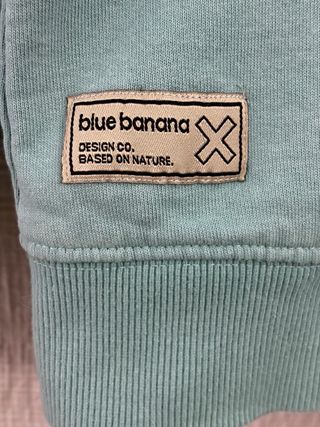 blue banana
DESIGN CO.
BASED ON NATURE.